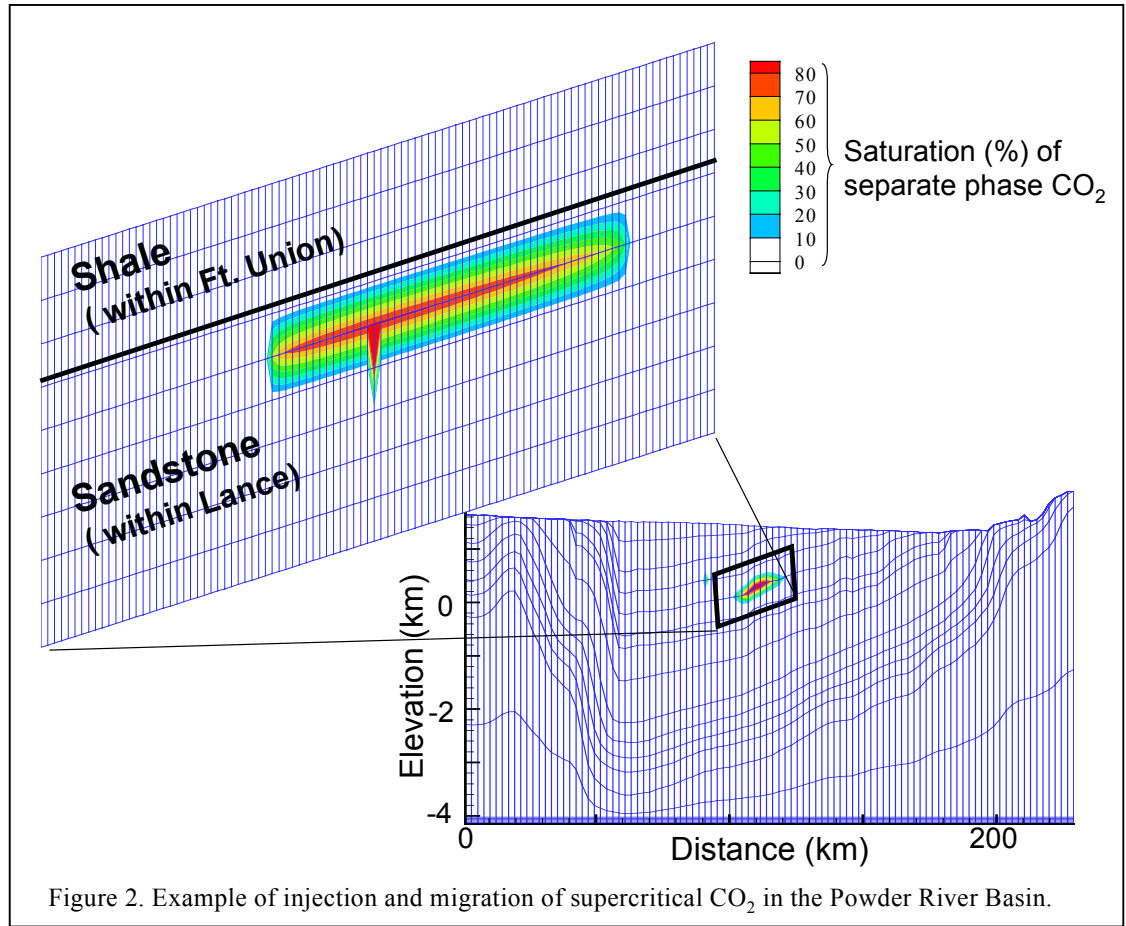 80
70
60
50
40
30
20
10
0
Saturation (%) of
separate phase CO₂
Shale
( within Ft. Union)
Sandstone
( within Lance)
Elevation (km)
0
-2
-4
0
200
Distance (km)
Figure 2. Example of injection and migration of supercritical CO₂ in the Powder River Basin.